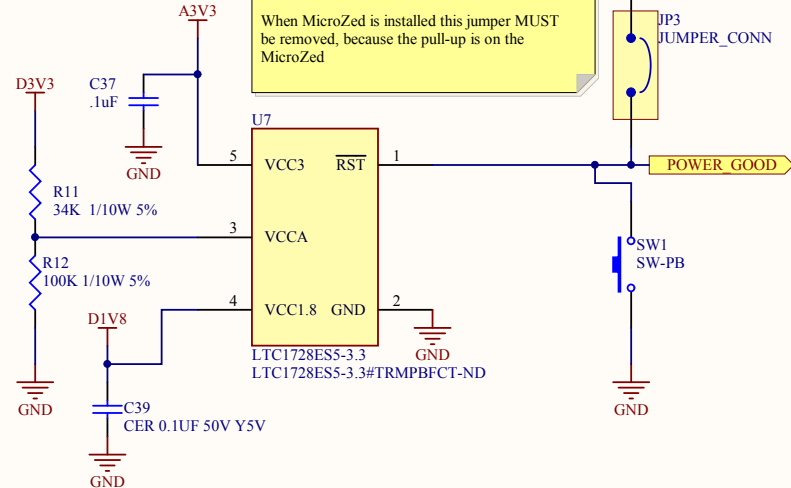 A3V3
When MicroZed is installed this jumper MUST
be removed, because the pull-up is on the
MicroZed
JP3
JUMPER_CONN
D3V3
C37
.1uF
GND
U7
5
VCC3
RST
1
POWER_GOOD
R11
34K 1/10W 5%
3
VCCA
R12
100K 1/10W 5%
SW1
SW-PB
4
VCC1.8
GND
2
D1V8
GND
LTC1728ES5-3.3
LTC1728ES5-3.3#TRMPBFCT-ND
GND
C39
CER 0.1UF 50V Y5V
GND
GND